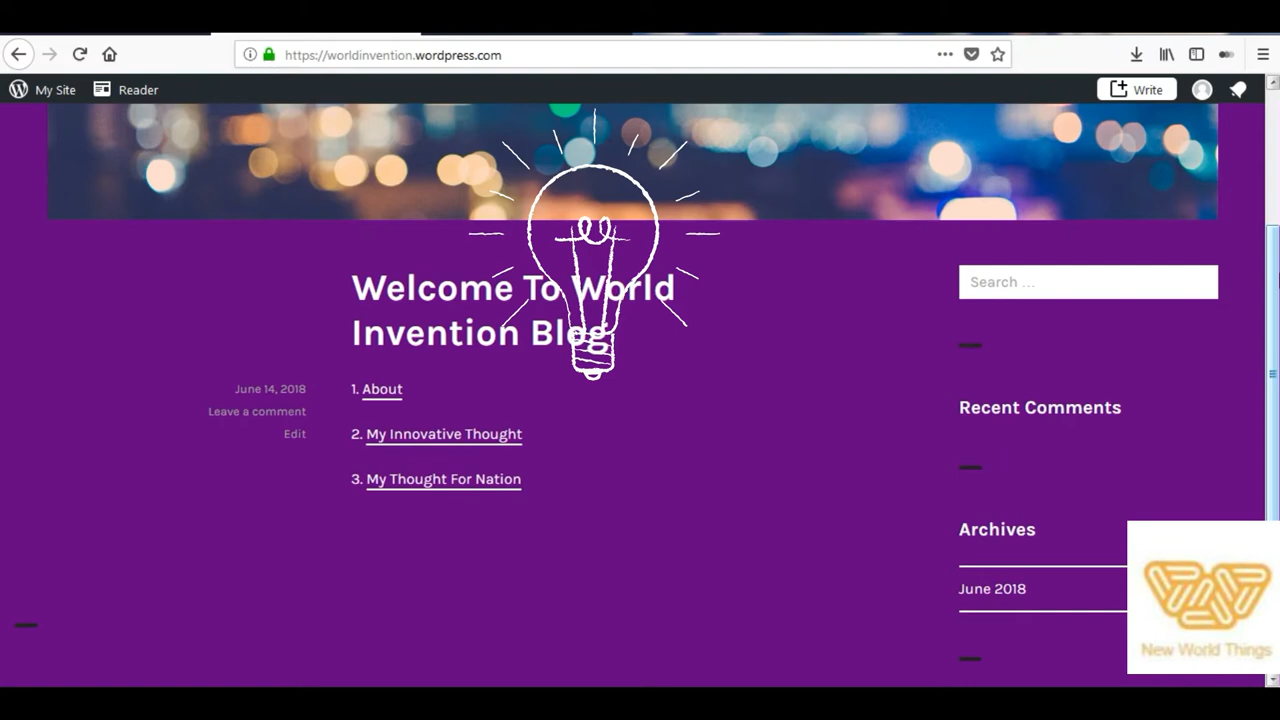 https://worldinvention.wordpress.com
My Site
Reader
Write
Welcome To World
Invention Blog
June 14, 2018
Leave a comment
Edit
1. About
2. My Innovative Thought
3. My Thought For Nation
Search ...
Recent Comments
Archives
June 2018
New World Things